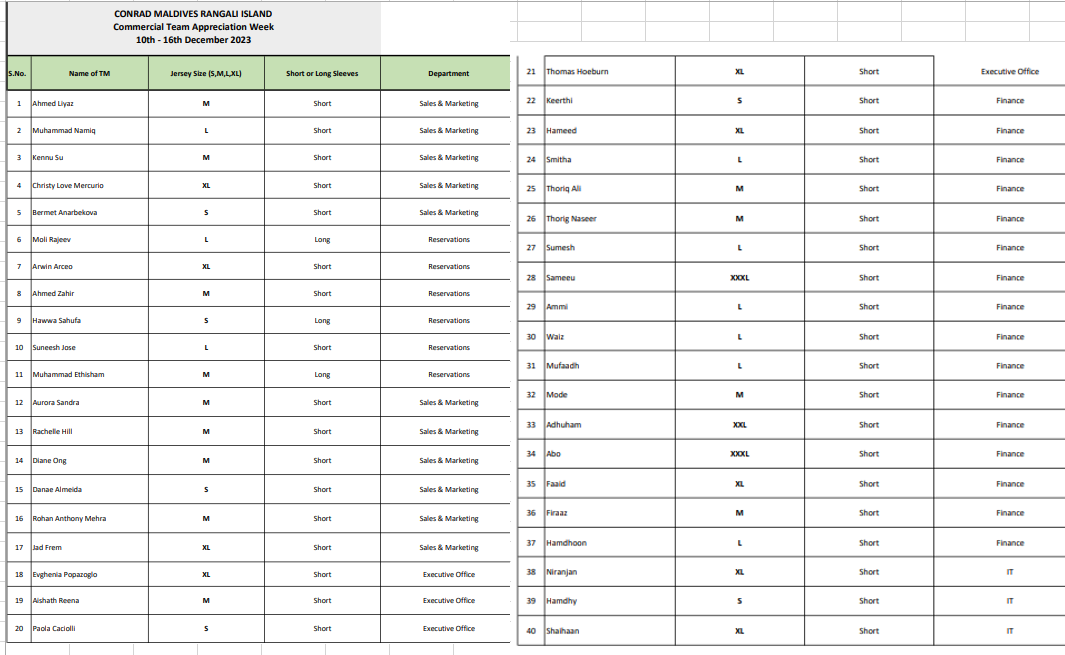 CONRAD MALDIVES RANGALI ISLAND
Commercial Team Appreciation Week
10th - 16th December 2023
S.No. Name of TM Jersey Size (S,M,L,XL) Short or Long Sleeves Department
1 Ahmed Liyaz M Short Sales & Marketing
2 Muhammad Namiq L Short Sales & Marketing
3 Kennu Su M Short Sales & Marketing
4 Christy Love Mercurio XL Short Sales & Marketing
5 Bermet Anarbekova S Short Sales & Marketing
6 Moli Rajeev L Long Reservations
7 Arwin Arceo XL Short Reservations
8 Ahmed Zahir M Short Reservations
9 Hawwa Sahufa S Long Reservations
10 Suneesh Jose L Short Reservations
11 Muhammad Ethisham M Long Reservations
12 Aurora Sandra M Short Sales & Marketing
13 Rachelle Hill M Short Sales & Marketing
14 Diane Ong M Short Sales & Marketing
15 Danae Almeida S Short Sales & Marketing
16 Rohan Anthony Mehra M Short Sales & Marketing
17 Jad Frem XL Short Sales & Marketing
18 Evghenia Popazoglo XL Short Executive Office
19 Aishath Reena M Short Executive Office
20 Paola Caciolli S Short Executive Office
21 Thomas Hoeburn XL Short Executive Office
22 Keerthi S Short Finance
23 Hameed XL Short Finance
24 Smitha L Short Finance
25 Thoriq Ali M Short Finance
26 Thorig Naseer M Short Finance
27 Sumesh L Short Finance
28 Sameeu XXXL Short Finance
29 Ammi L Short Finance
30 Waiz L Short Finance
31 Mufaadh L Short Finance
32 Mode M Short Finance
33 Adhuham XXL Short Finance
34 Abo XXXL Short Finance
35 Faaid XL Short Finance
36 Firaaz M Short Finance
37 Hamdhoon L Short Finance
38 Niranjan XL Short IT
39 Hamdhy S Short IT
40 Shaihaan XL Short IT